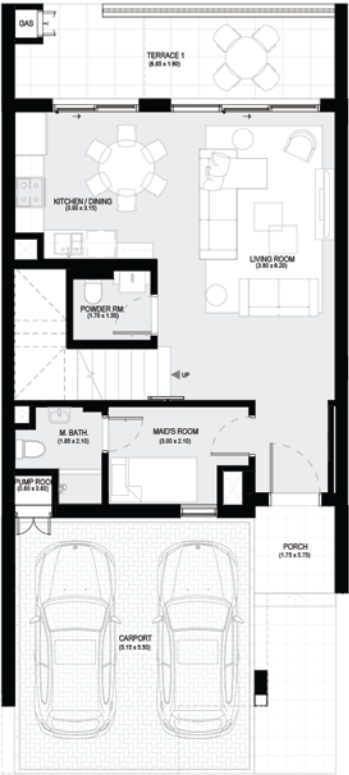 GAS
TERRACE 1
(6.85 x 1.90)
KITCHEN / DINING
(3.00 x 3.15)
LIVING ROOM
(3.80 x 6.20)
POWDER RM.
(1.70 x 1.50)
UP
M. BATH.
(1.85 x 2.10)
MAID'S ROOM
(3.00 x 2.10)
PUMP ROO
(0.80 x 0.60)
PORCH
(1.75 x 5.75)
CARPORT
(5.15 x 5.50)